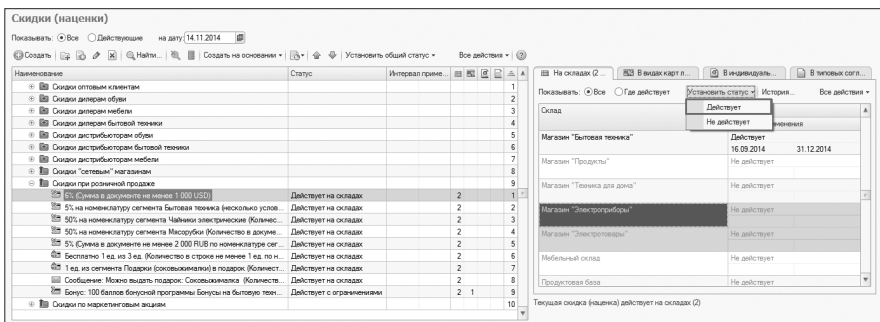 Скидки (наценки)
Показывать: Все Действующие на дату: 14.11.2014
Создать Найти... Создать на основании Установить общий статус Все действия
Наименование Статус Интервал приме...
Скидки оптовым клиентам 1
Скидки дилерам обуви 2
Скидки дилерам мебели 3
Скидки дилерам бытовой техники 4
Скидки дистрибьюторам обуви 5
Скидки дистрибьюторам бытовой техники 6
Скидки дистрибьюторам мебели 7
Скидки "сетевым" магазинам 8
Скидки при розничной продаже 9
6% (Сумма в документе не менее 1 000 USD) Действует на складах 2 1
5% на номенклатуру сегмента Бытовая техника (несколько услов... Действует на складах 2 2
50% на номенклатуру сегмента Чайники электрические (Количес... Действует на складах 2 3
50% на номенклатуру сегмента Мясорубки (Количество в докуме... Действует на складах 2 4
5% (Сумма в документе не менее 2 000 RUB по номенклатуре сег... Действует на складах 2 5
Бесплатно 1 ед. из 3 ед. (Количество в строке не менее 1 ед. по н... Действует на складах 2 6
1 ед. из сегмента Подарки (соковыжималки) в подарок (Количест... Действует на складах 2 7
Сообщение: Можно выдать подарок: Соковыжималка (Количеств... Действует на складах 2 8
Бонус: 100 баллов бонусной программы Бонусы на бытовую техн... Действует с ограничениями 2 1 9
Скидки по маркетинговым акциям 10
На складах (2 ... В видах карт л... В индивидуаль... В типовых согл...
Показывать: Все Где действует Установить статус История... Все действия
Действует
Не действует
Склад
менения
Магазин "Бытовая техника" Действует
16.09.2014 31.12.2014
Магазин "Продукты" Не действует
Магазин "Техника для дома" Не действует
Магазин "Электроприборы" Не действует
Магазин "Электротовары" Не действует
Мебельный склад Не действует
Продуктовая база Не действует
Текущая скидка (наценка) действует на складах (2)